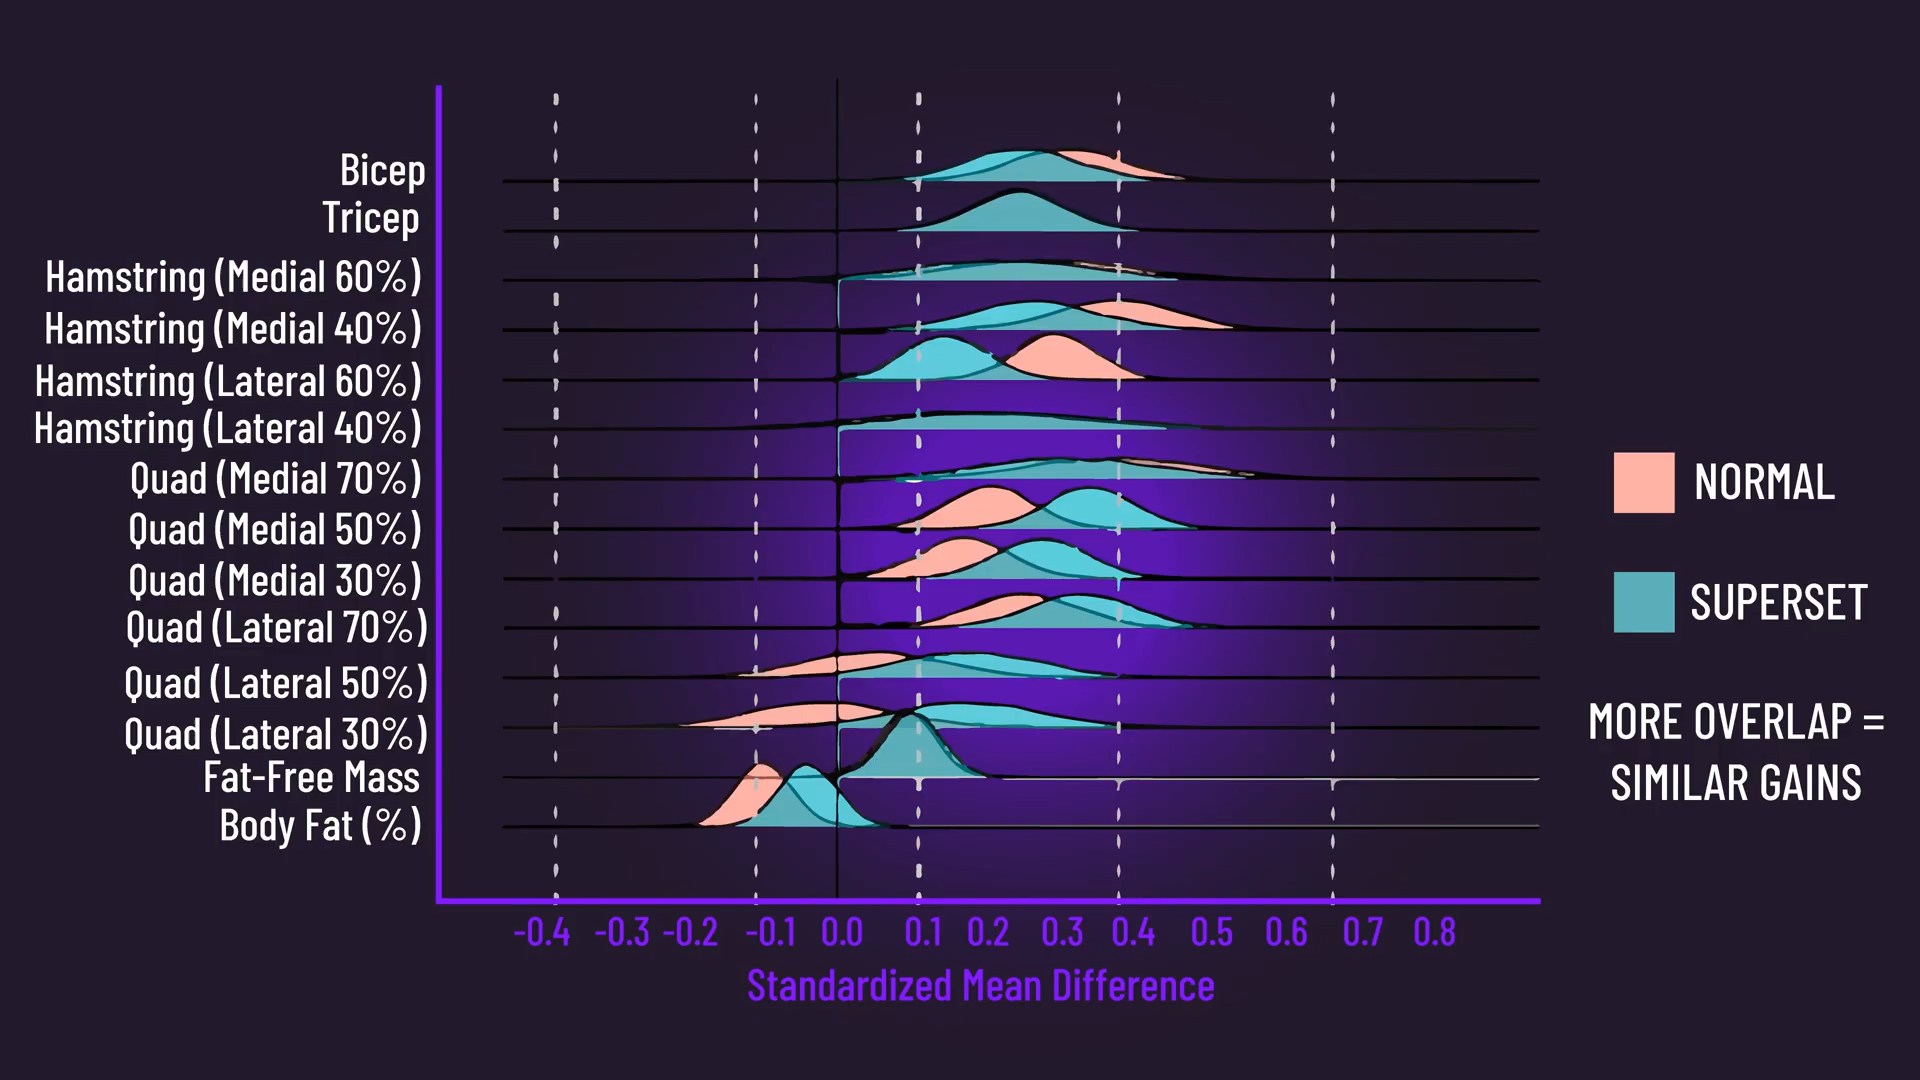 Bicep
Tricep
Hamstring (Medial 60%)
Hamstring (Medial 40%)
Hamstring (Lateral 60%)
Hamstring (Lateral 40%)
Quad (Medial 70%)
Quad (Medial 50%)
Quad (Medial 30%)
Quad (Lateral 70%)
Quad (Lateral 50%)
Quad (Lateral 30%)
Fat-Free Mass
Body Fat (%)
-0.4 -0.3 -0.2 -0.1 0.0 0.1 0.2 0.3 0.4 0.5 0.6 0.7 0.8
Standardized Mean Difference
NORMAL
SUPERSET
MORE OVERLAP =
SIMILAR GAINS